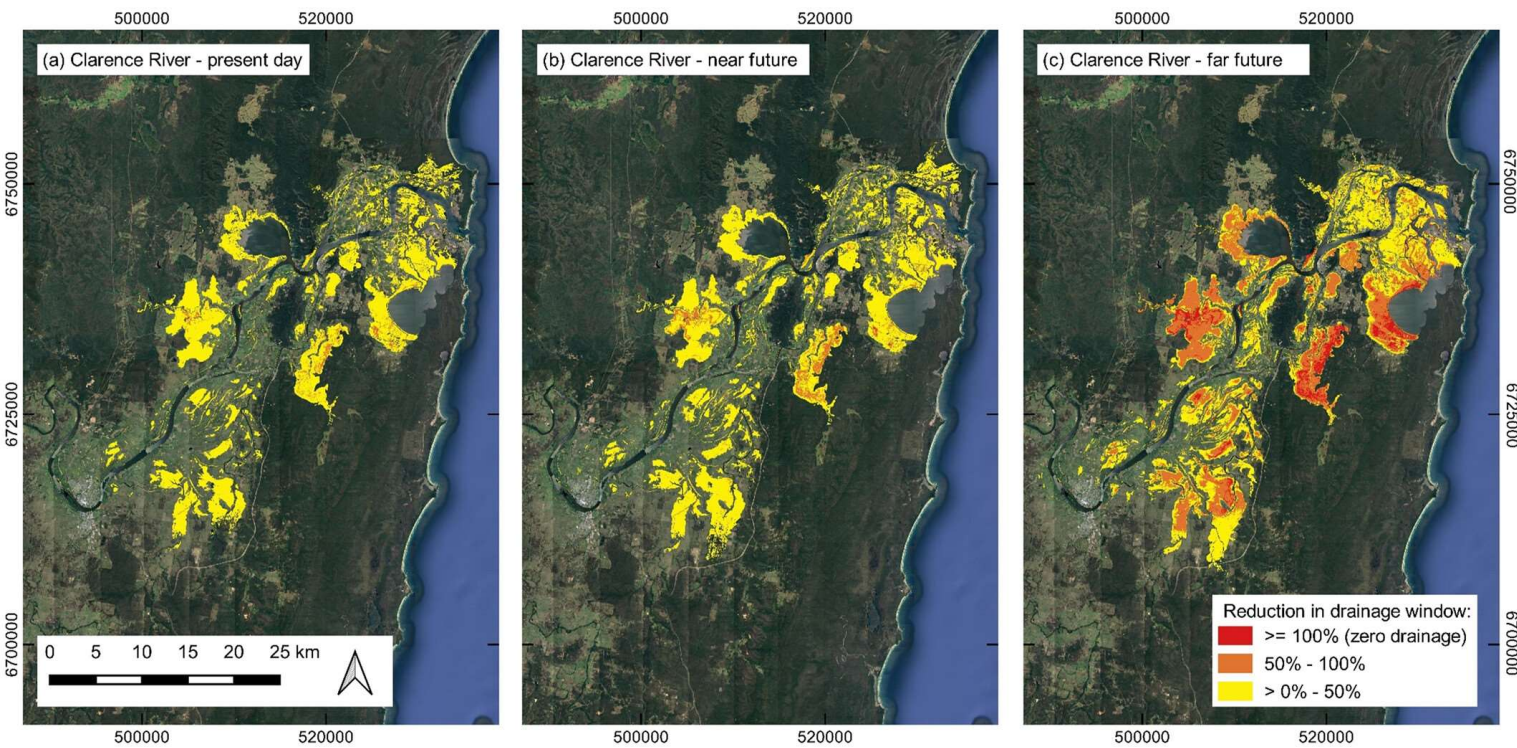 500000 520000 500000 520000 500000 520000
(a) Clarence River - present day
(b) Clarence River - near future
(c) Clarence River - far future
6750000
6725000
6700000
6750000
6725000
6700000
0 5 10 15 20 25 km
Reduction in drainage window:
>= 100% (zero drainage)
50% - 100%
> 0% - 50%
500000 520000 500000 520000 500000 520000